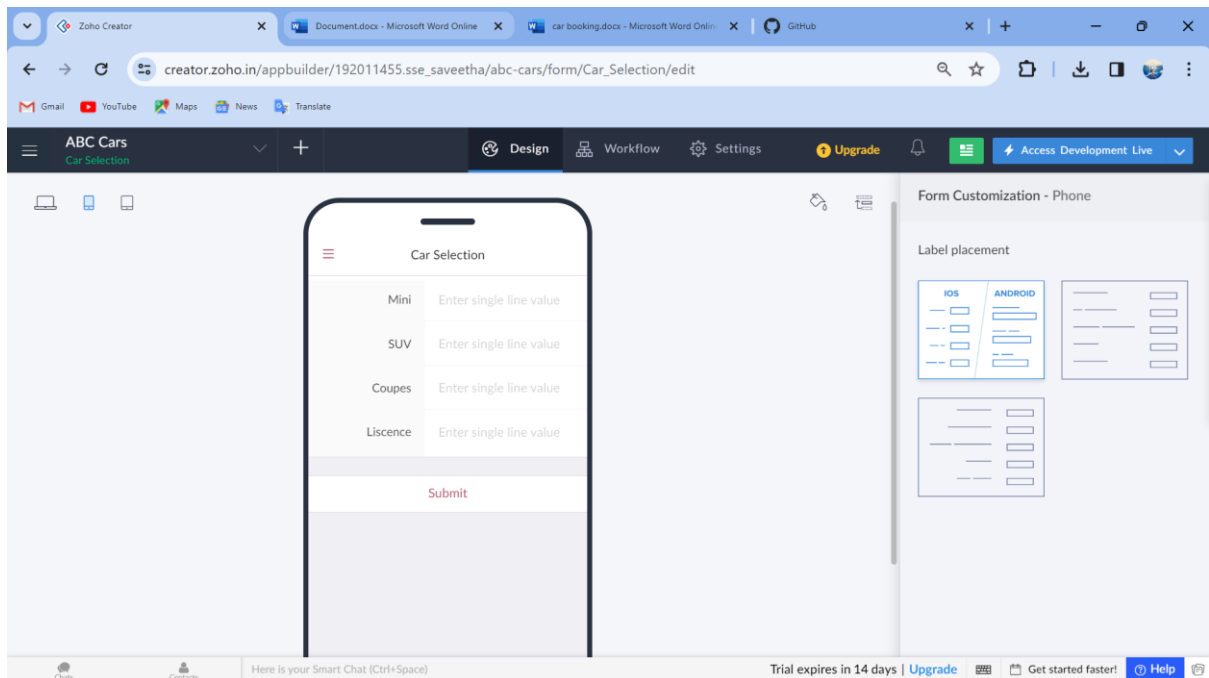 Zoho Creator
Document.docx - Microsoft Word Online
car booking.docx - Microsoft Word Onlin
GitHub
creator.zoho.in/appbuilder/192011455.sse_saveetha/abc-cars/form/Car_Selection/edit
Gmail YouTube Maps News Translate
ABC Cars
Car Selection
Design Workflow Settings Upgrade Access Development Live
Form Customization - Phone
Label placement
IOS ANDROID
Car Selection
Mini Enter single line value
SUV Enter single line value
Coupes Enter single line value
Liscence Enter single line value
Submit
Chats Contacts Here is your Smart Chat (Ctrl+Space) Trial expires in 14 days | Upgrade Get started faster! Help